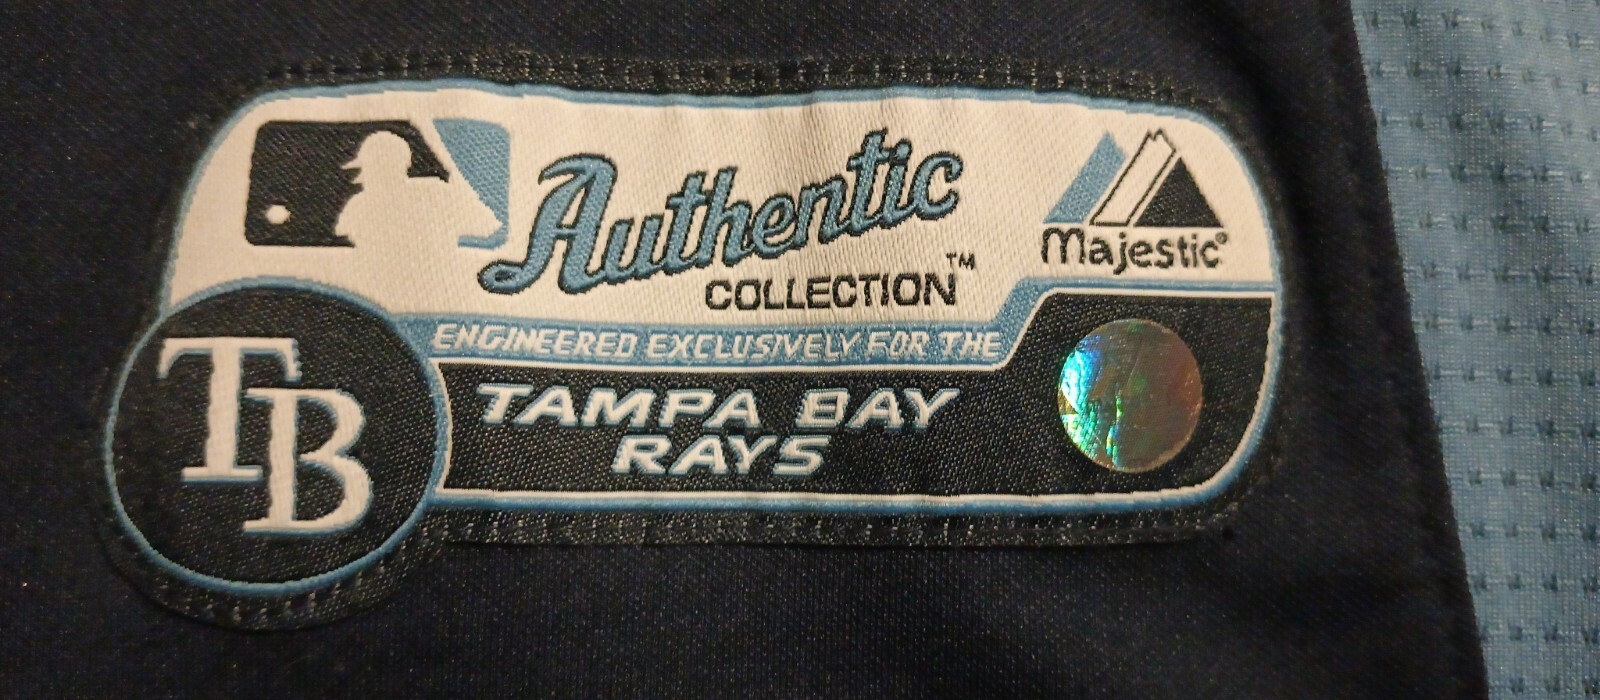 Authentic
COLLECTION™
Majestic®
ENGINEERED EXCLUSIVELY FOR THE
TB
TAMPA BAY
RAYS